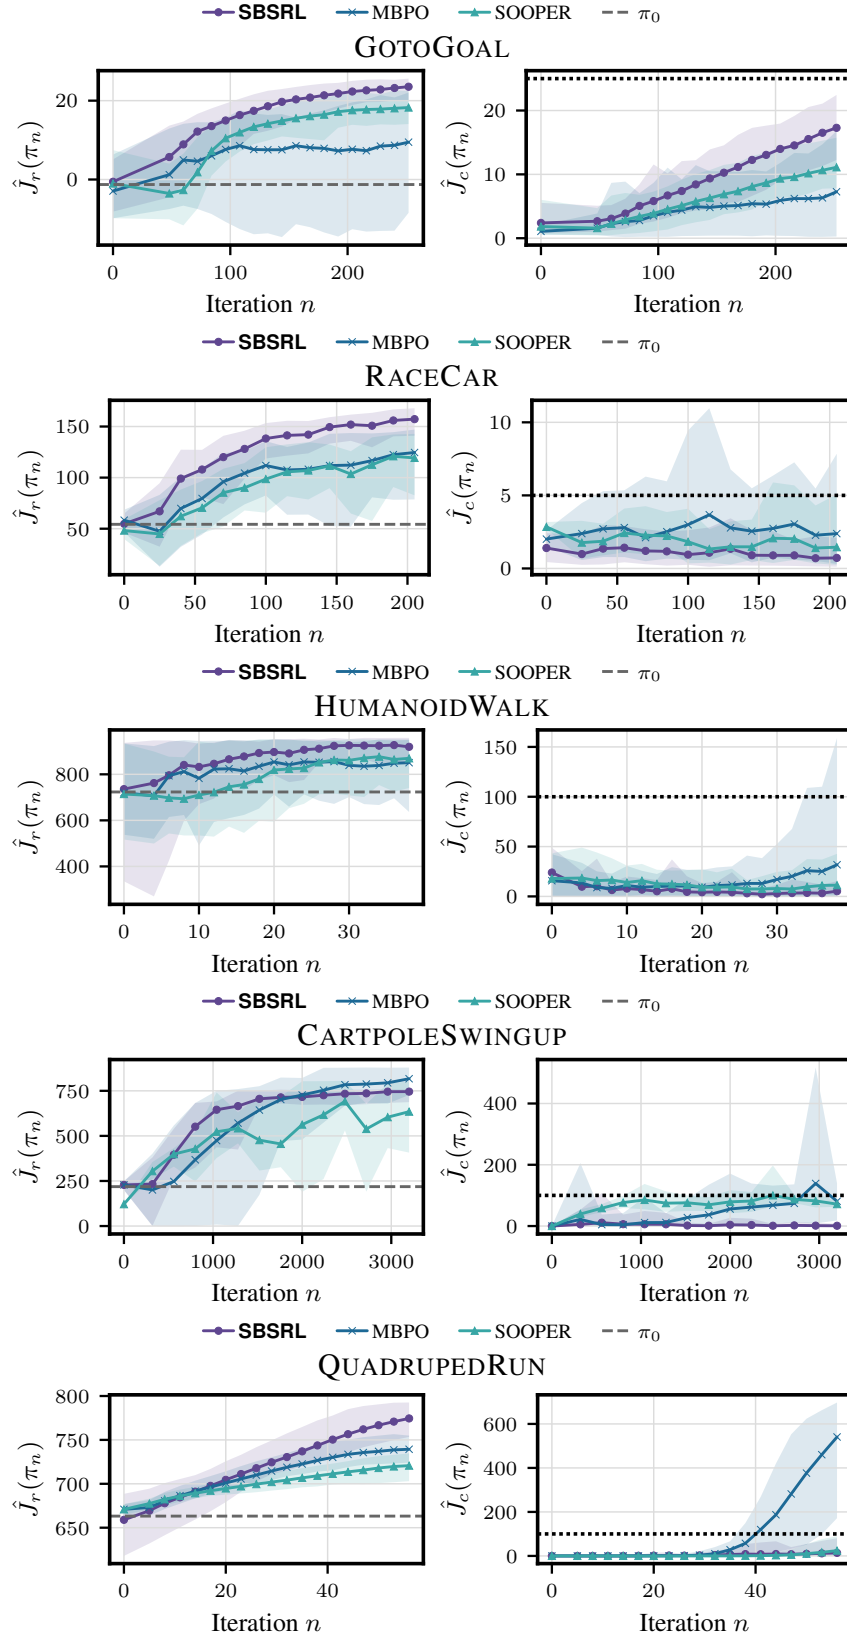 SBSRL MBPO SOOPER π₀
GOTOGOAL
Ĵᵣ(πₙ)
20
0
0 100 200
Iteration n
Ĵ_c(πₙ)
20
10
0
0 100 200
Iteration n
SBSRL MBPO SOOPER π₀
RACECAR
Ĵᵣ(πₙ)
150
100
50
0 50 100 150 200
Iteration n
Ĵ_c(πₙ)
10
5
0
0 50 100 150 200
Iteration n
SBSRL MBPO SOOPER π₀
HUMANOIDWALK
Ĵᵣ(πₙ)
800
600
400
0 10 20 30
Iteration n
Ĵ_c(πₙ)
150
100
50
0
0 10 20 30
Iteration n
SBSRL MBPO SOOPER π₀
CARTPOLESWINGUP
Ĵᵣ(πₙ)
750
500
250
0
0 1000 2000 3000
Iteration n
Ĵ_c(πₙ)
400
200
0
0 1000 2000 3000
Iteration n
SBSRL MBPO SOOPER π₀
QUADRUPEDRUN
Ĵᵣ(πₙ)
800
750
700
650
0 20 40
Iteration n
Ĵ_c(πₙ)
600
400
200
0
0 20 40
Iteration n